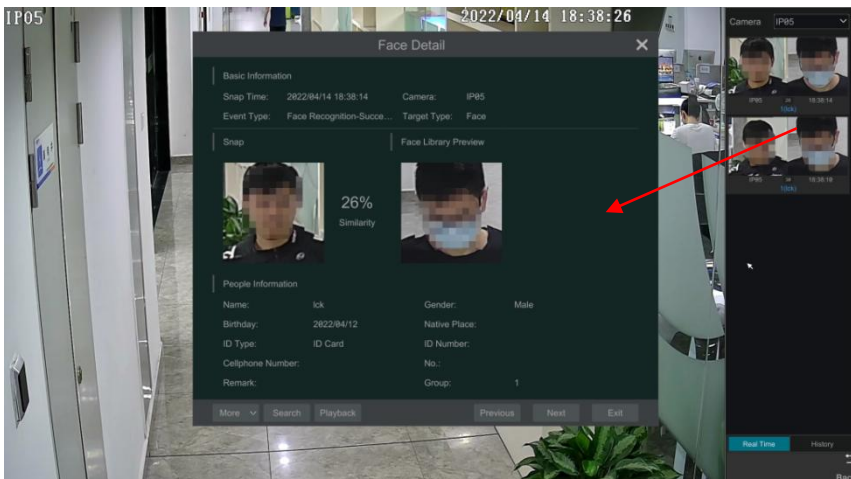 IP05
2022/04/14 18:38:26
Face Detail
Basic Information
Snap Time: 2022/04/14 18:38:14 Camera: IP05
Event Type: Face Recognition-Succe... Target Type: Face
Snap Face Library Preview
26%
Similarity
People Information
Name: lck Gender: Male
Birthday: 2022/04/12 Native Place:
ID Type: ID Card ID Number:
Cellphone Number: No.:
Remark: Group: 1
More Search Playback Previous Next Exit
Camera IP05
IP05 18:38:14
1(lck)
IP05 18:38:18
1(lck)
Real Time History